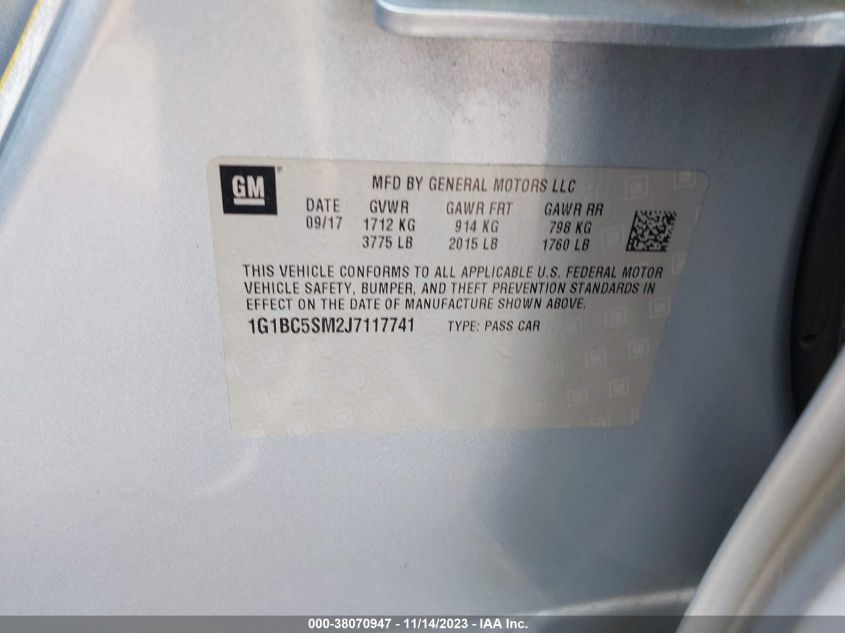 GM ®
MFD BY GENERAL MOTORS LLC
DATE GVWR GAWR FRT GAWR RR
09/17 1712 KG 914 KG 798 KG
3775 LB 2015 LB 1760 LB
THIS VEHICLE CONFORMS TO ALL APPLICABLE U.S. FEDERAL MOTOR
VEHICLE SAFETY, BUMPER, AND THEFT PREVENTION STANDARDS IN
EFFECT ON THE DATE OF MANUFACTURE SHOWN ABOVE.
1G1BC5SM2J7117741 TYPE: PASS CAR
000-38070947 - 11/14/2023 - IAA Inc.